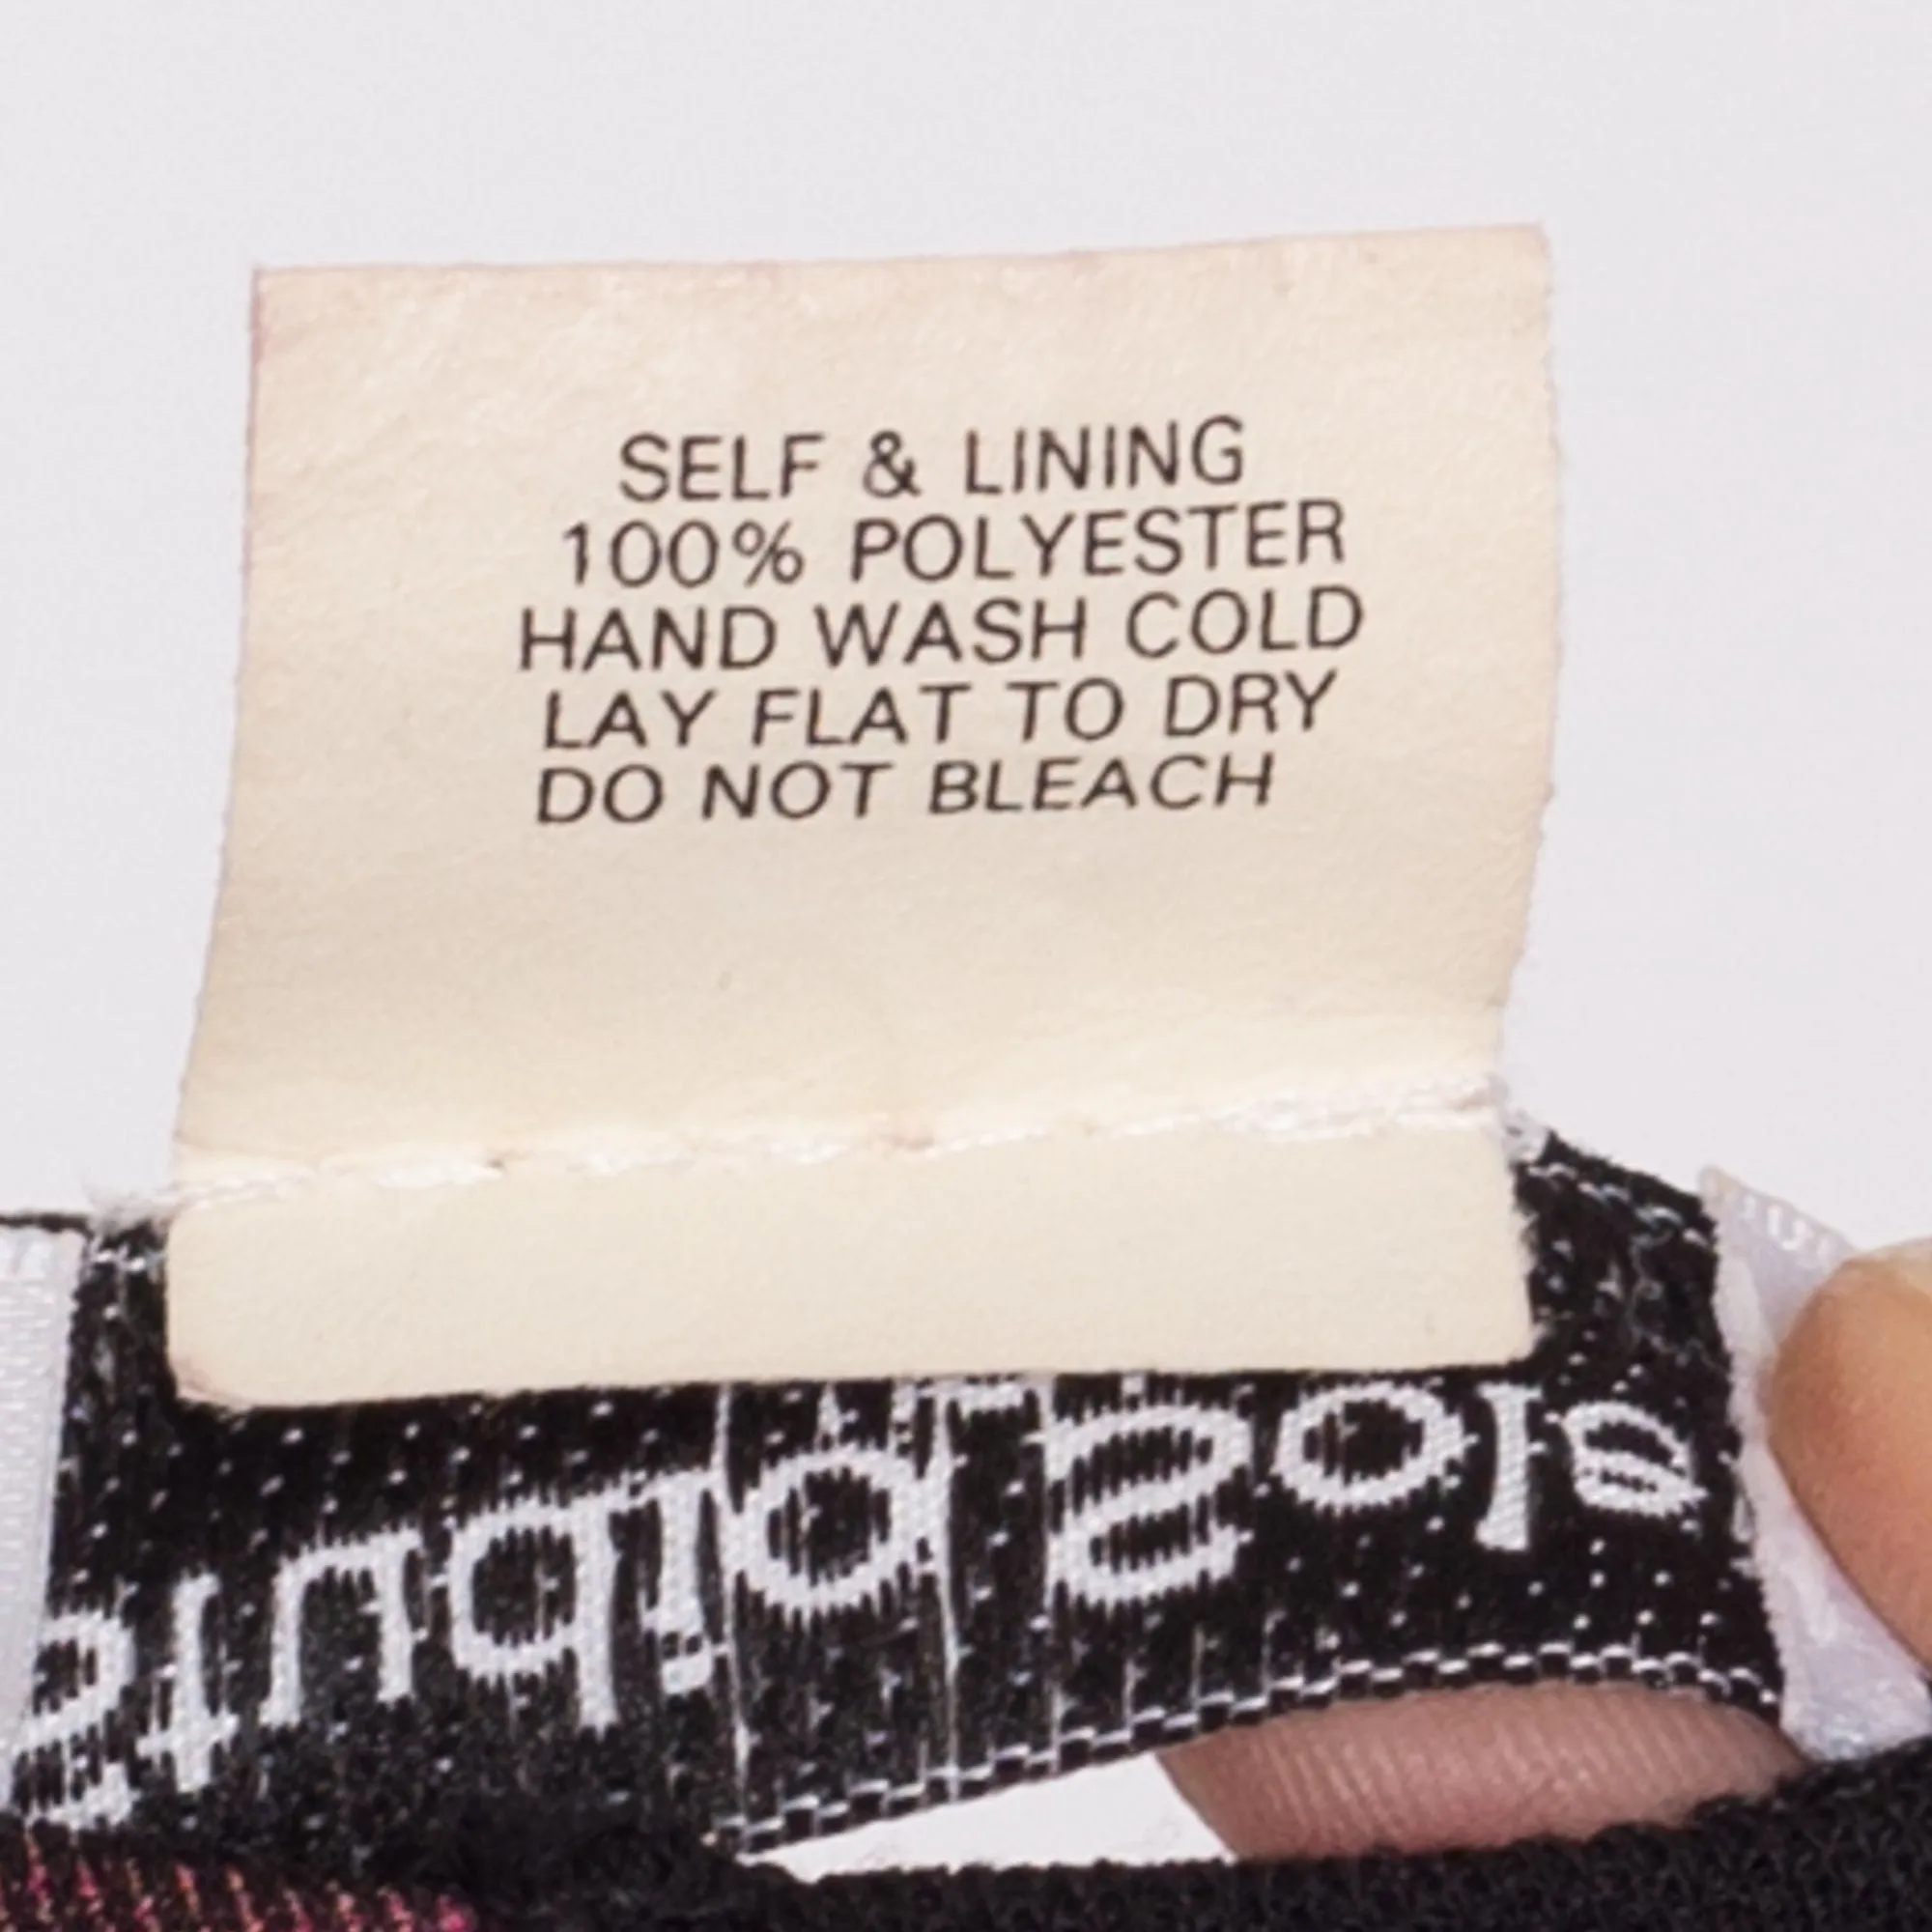 SELF & LINING
100% POLYESTER
HAND WASH COLD
LAY FLAT TO DRY
DO NOT BLEACH